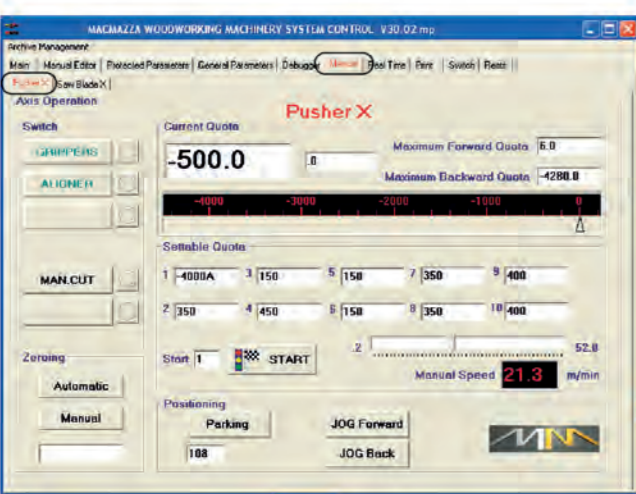 MACMAZZA WOODWORKING MACHINERY SYSTEM CONTROL V30.02 mp
Archive Management
Main Manual Editor Protected Parameters General Parameters Debugger Manual Real Time Print Switch Reset
Pusher X Saw Blade X
Axis Operation
Pusher X
Switch
Current Quota
GRIPPERS
-500.0
.0
Maximum Forward Quota 6.0
ALIGNER
Maximum Backward Quota -4280.0
-4000 -3000 -2000 -1000 0
Settable Quota
MAN.CUT
1 -4000A 3 150 5 150 7 350 9 400
2 350 4 450 6 150 8 350 10 400
.2 52.0
Zeroing
Start 1 START
Manual Speed 21.3 m/min
Automatic
Manual
Positioning
Parking JOG Forward
108 JOG Back
MM